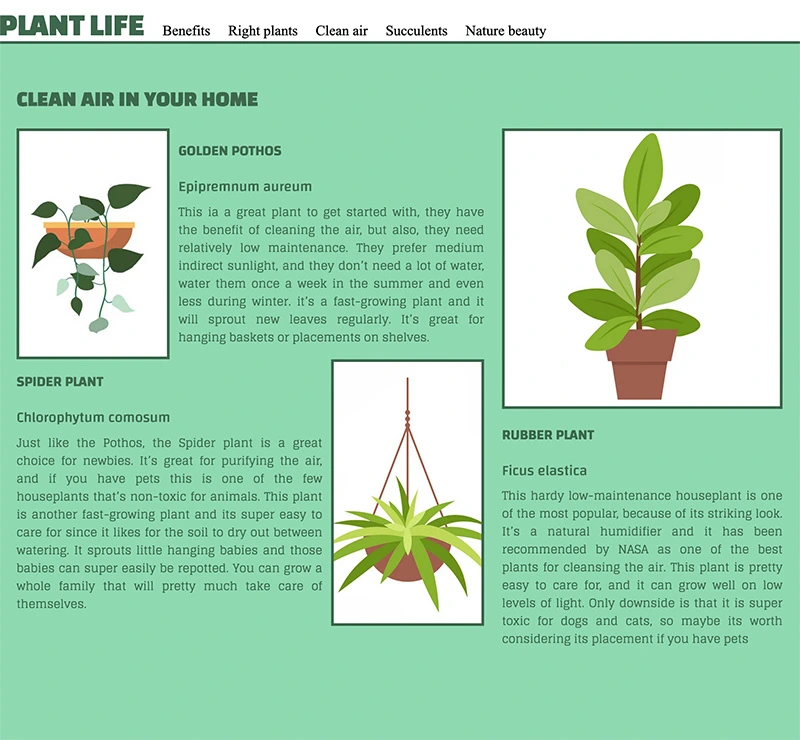 PLANT LIFE
Benefits Right plants Clean air Succulents Nature beauty
CLEAN AIR IN YOUR HOME
GOLDEN POTHOS
Epipremnum aureum
This ia a great plant to get started with, they have
the benefit of cleaning the air, but also, they need
relatively low maintenance. They prefer medium
indirect sunlight, and they don't need a lot of water,
water them once a week in the summer and even
less during winter. it's a fast-growing plant and it
will sprout new leaves regularly. It's great for
hanging baskets or placements on shelves.
SPIDER PLANT
Chlorophytum comosum
Just like the Pothos, the Spider plant is a great
choice for newbies. It's great for purifying the air,
and if you have pets this is one of the few
houseplants that's non-toxic for animals. This plant
is another fast-growing plant and its super easy to
care for since it likes for the soil to dry out between
watering. It sprouts little hanging babies and those
babies can super easily be repotted. You can grow a
whole family that will pretty much take care of
themselves.
RUBBER PLANT
Ficus elastica
This hardy low-maintenance houseplant is one
of the most popular, because of its striking look.
It's a natural humidifier and it has been
recommended by NASA as one of the best
plants for cleansing the air. This plant is pretty
easy to care for, and it can grow well on low
levels of light. Only downside is that it is super
toxic for dogs and cats, so maybe its worth
considering its placement if you have pets